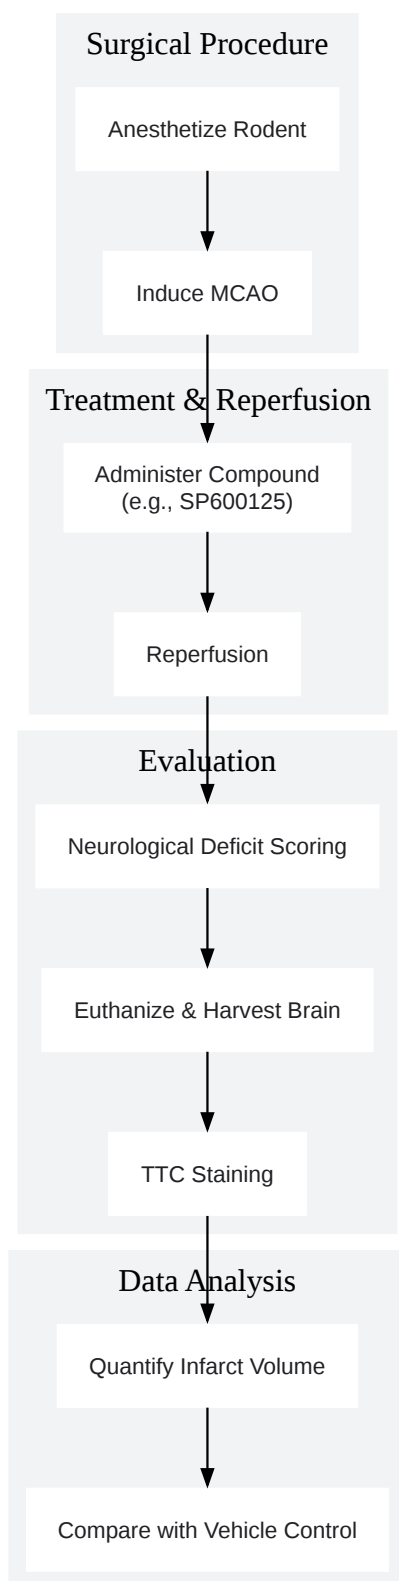 Surgical Procedure
Anesthetize Rodent
Induce MCAO
Treatment & Reperfusion
Administer Compound
(e.g., SP600125)
Reperfusion
Evaluation
Neurological Deficit Scoring
Euthanize & Harvest Brain
TTC Staining
Data Analysis
Quantify Infarct Volume
Compare with Vehicle Control